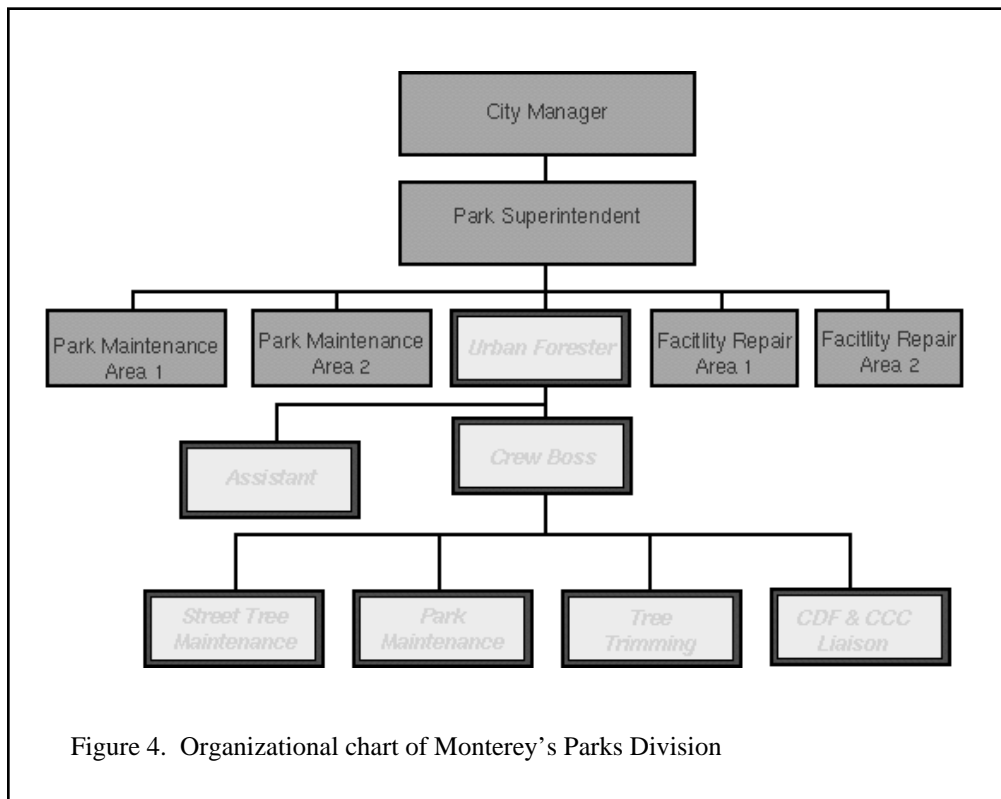 City Manager
Park Superintendent
Park Maintenance
Area 1
Park Maintenance
Area 2
Urban Forester
Facitlity Repair
Area 1
Facitlity Repair
Area 2
Assistant
Crew Boss
Street Tree
Maintenance
Park
Maintenance
Tree
Trimming
CDF & CCC
Liaison
Figure 4. Organizational chart of Monterey's Parks Division